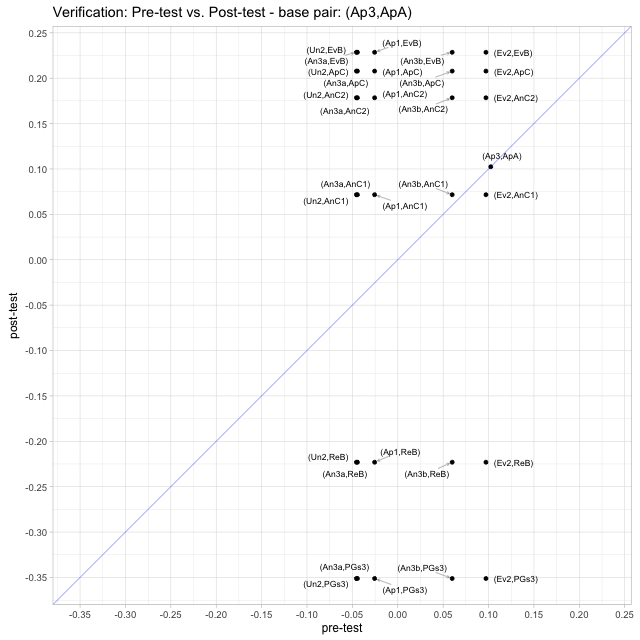 Verification: Pre-test vs. Post-test - base pair: (Ap3,ApA)
0.25
(Un2,EvB)
(Ap1,EvB)
(An3a,EvB)
(An3b,EvB)
(Ev2,EvB)
0.20
(Un2,ApC)
(Ap1,ApC)
(Ev2,ApC)
(An3a,ApC)
(An3b,ApC)
(Un2,AnC2)
(Ap1,AnC2)
(Ev2,AnC2)
(An3a,AnC2)
(An3b,AnC2)
0.15
(Ap3,ApA)
0.10
(An3a,AnC1)
(An3b,AnC1)
(Un2,AnC1)
(Ap1,AnC1)
(Ev2,AnC1)
0.05
0.00
-0.05
post-test
-0.10
-0.15
-0.20
(Un2,ReB)
(Ap1,ReB)
(Ev2,ReB)
(An3a,ReB)
(An3b,ReB)
-0.25
-0.30
(An3a,PGs3)
(An3b,PGs3)
-0.35
(Un2,PGs3)
(Ap1,PGs3)
(Ev2,PGs3)
-0.35 -0.30 -0.25 -0.20 -0.15 -0.10 -0.05 0.00 0.05 0.10 0.15 0.20 0.25
pre-test